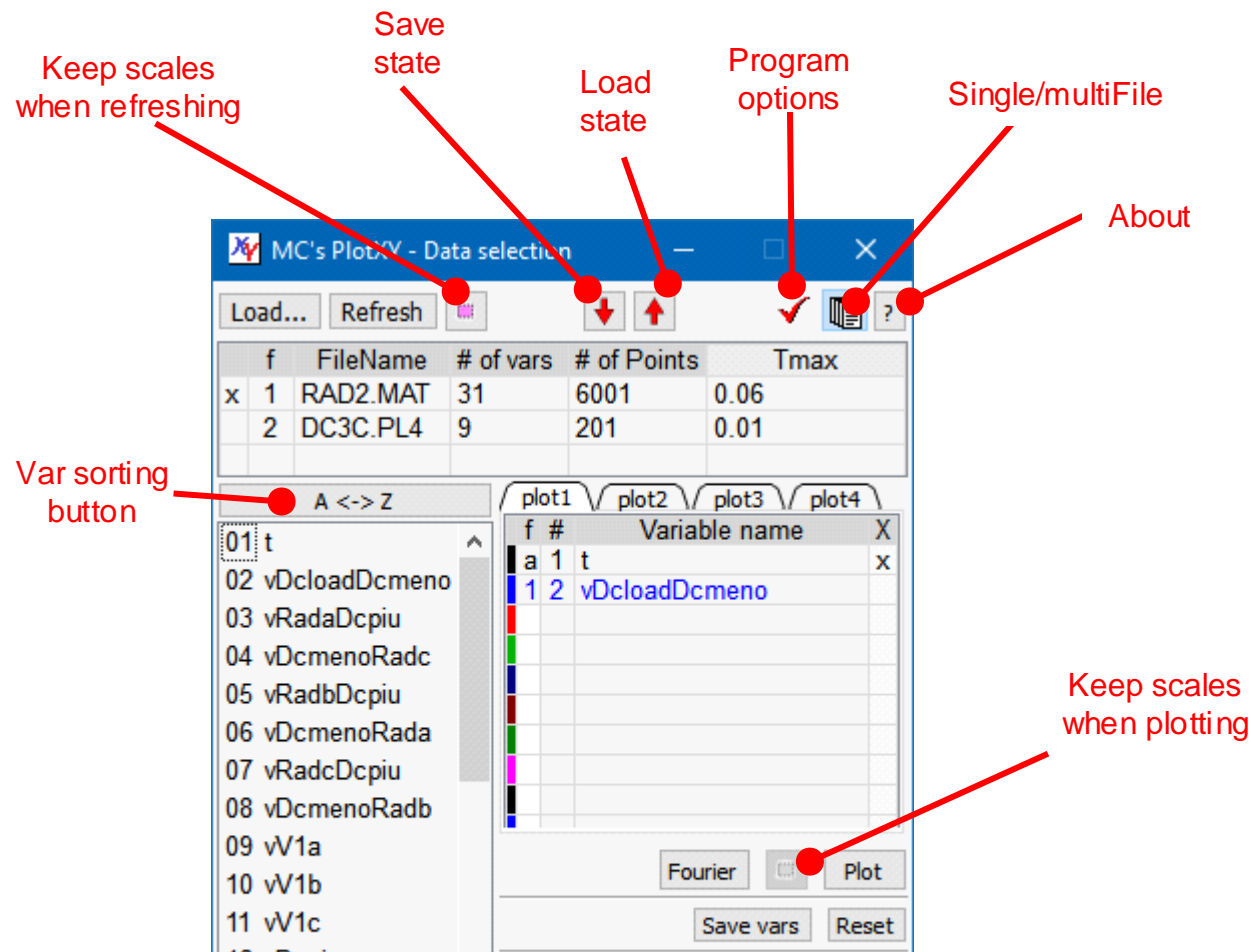 Save
state
Keep scales
when refreshing
Load
state
Program
options
Single/multiFile
About
MC's PlotXY - Data selection
Load... Refresh ?
f FileName # of vars # of Points Tmax
x 1 RAD2.MAT 31 6001 0.06
2 DC3C.PL4 9 201 0.01
Var sorting
button
A <-> Z
plot1 plot2 plot3 plot4
f # Variable name X
a 1 t x
1 2 vDcloadDcmeno
01 t
02 vDcloadDcmeno
03 vRadaDcpiu
04 vDcmenoRadc
05 vRadbDcpiu
06 vDcmenoRada
07 vRadcDcpiu
08 vDcmenoRadb
09 vV1a
10 vV1b
11 vV1c
Keep scales
when plotting
Fourier Plot
Save vars Reset